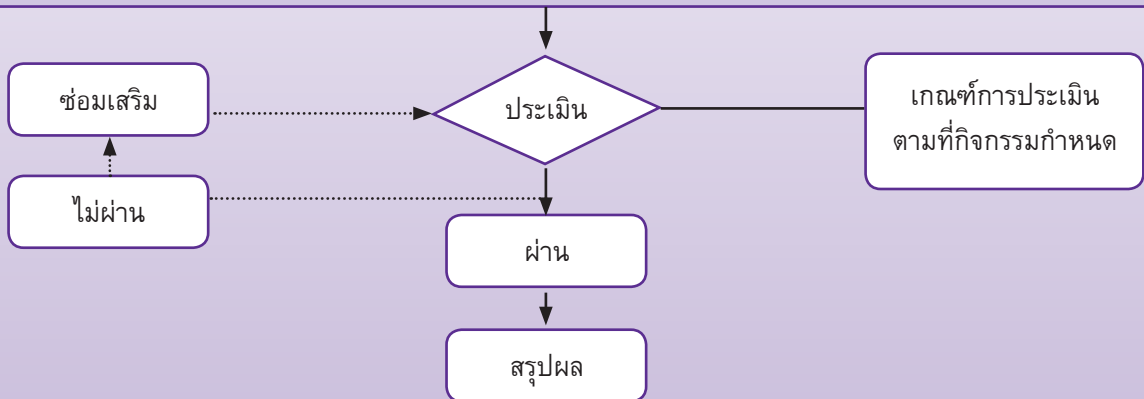 ซ่อมเสริม
ประเมิน
เกณฑ์การประเมิน
ตามที่กิจกรรมกำหนด
ไม่ผ่าน
ผ่าน
สรุปผล